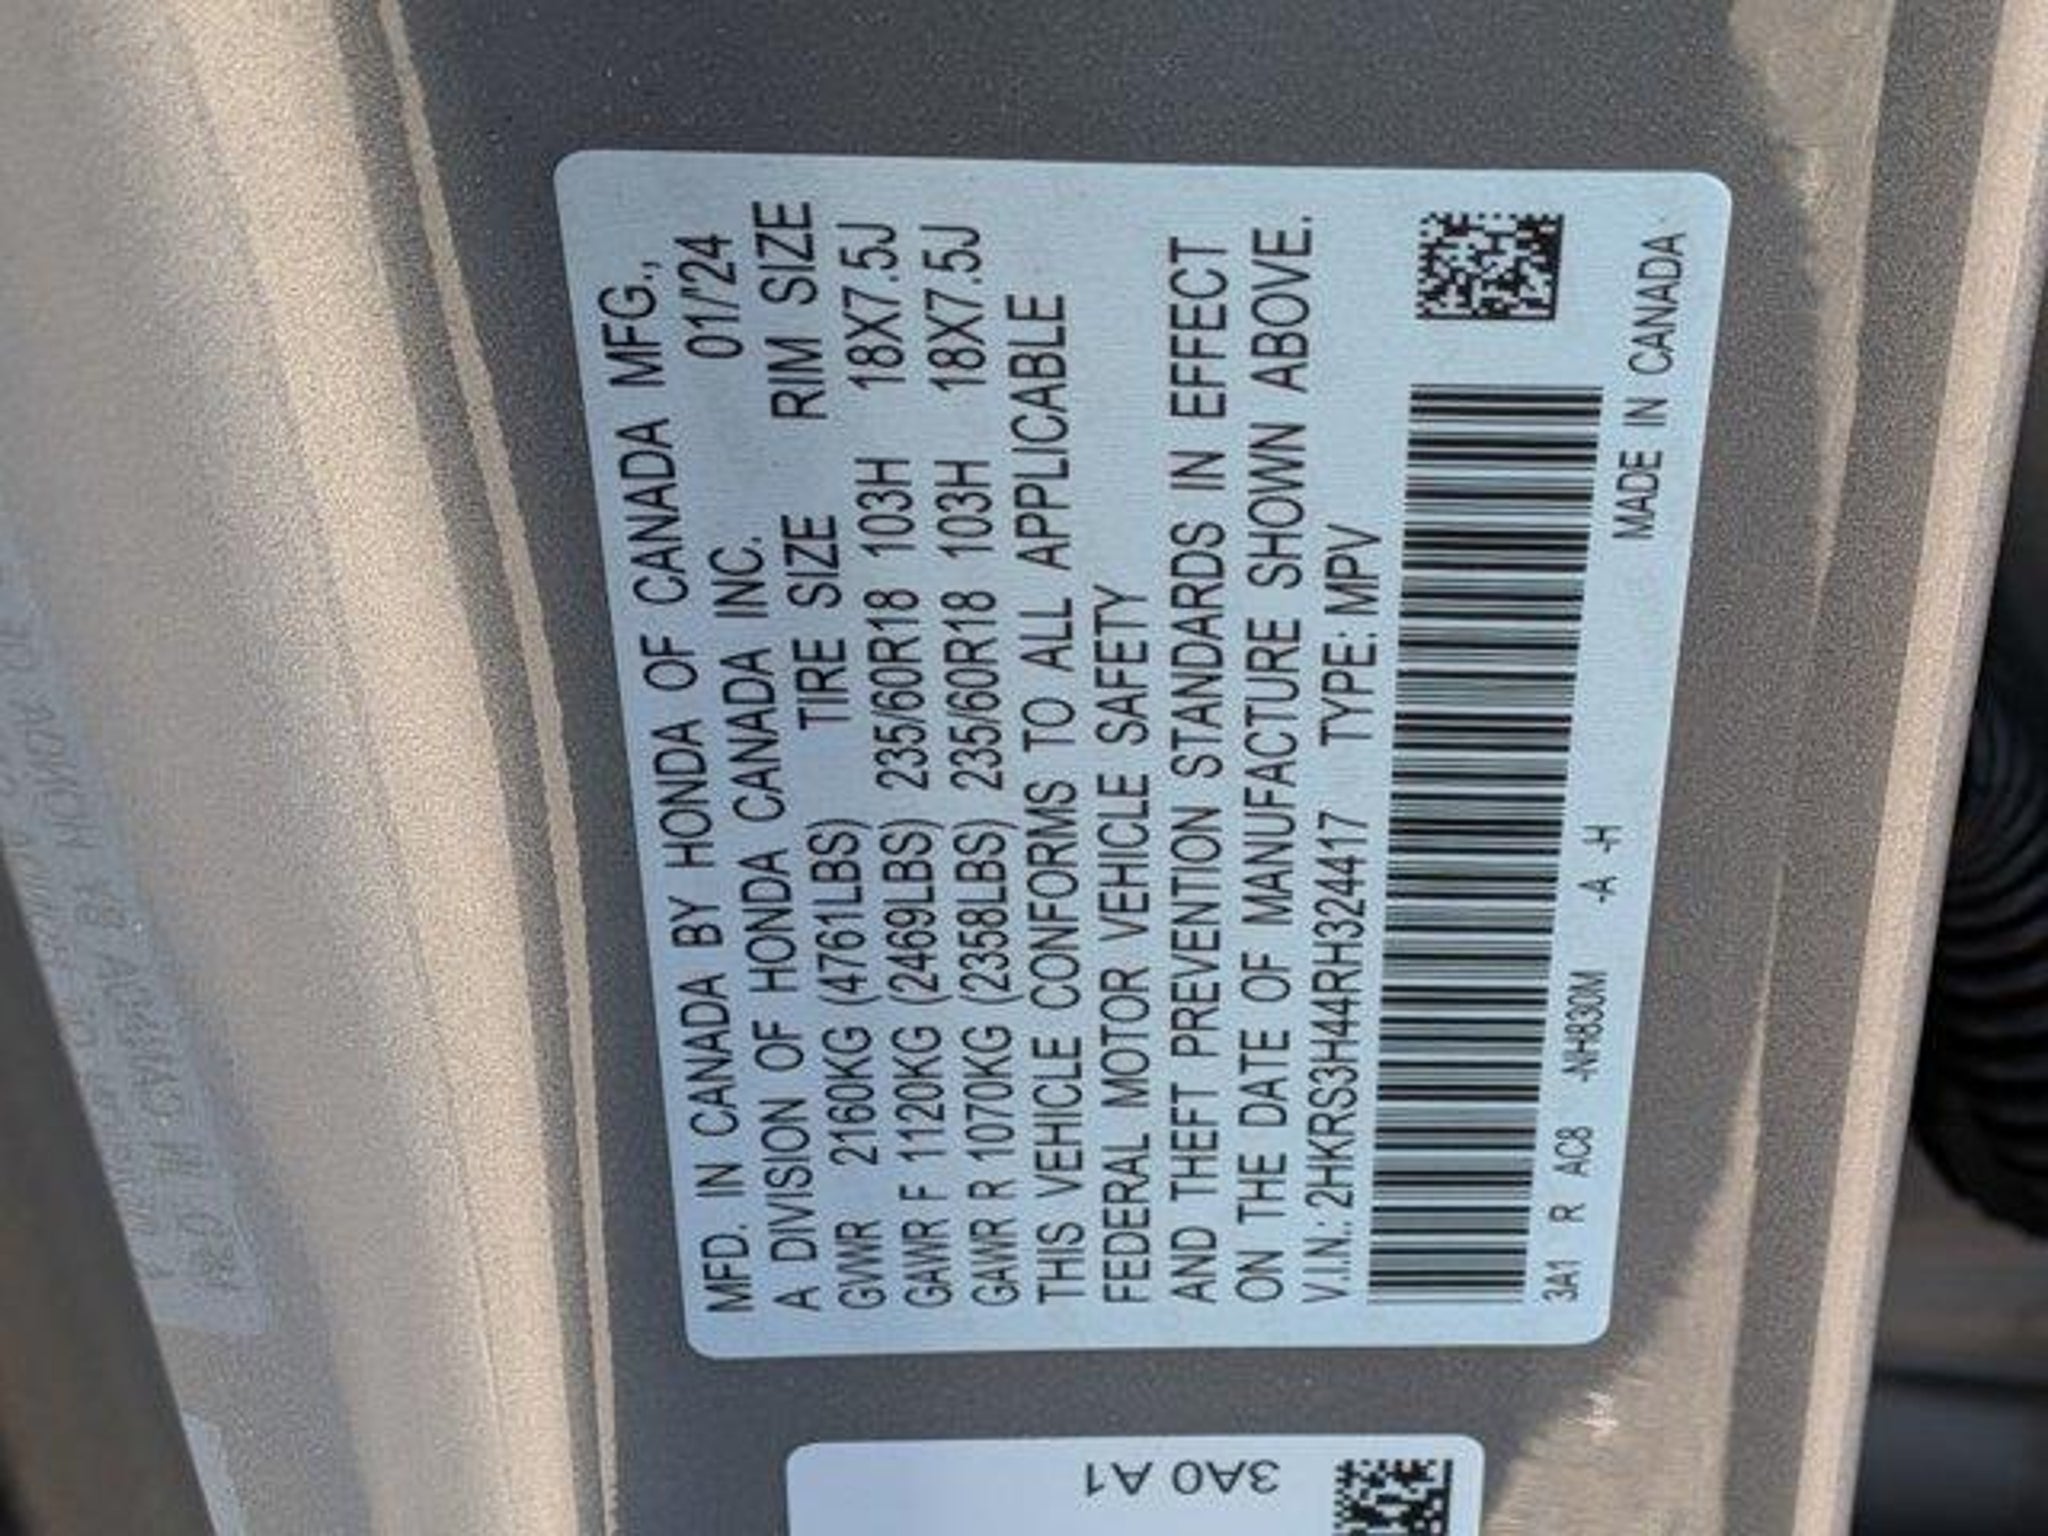 MFD. IN CANADA BY HONDA OF CANADA MFG.,
A DIVISION OF HONDA CANADA INC. 01/'24
TIRE SIZE RIM SIZE
GVWR 2160KG (4761LBS)
GAWR F 1120KG (2469LBS) 235/60R18 103H 18X7.5J
GAWR R 1070KG (2358LBS) 235/60R18 103H 18X7.5J
THIS VEHICLE CONFORMS TO ALL APPLICABLE
FEDERAL MOTOR VEHICLE SAFETY
AND THEFT PREVENTION STANDARDS IN EFFECT
ON THE DATE OF MANUFACTURE SHOWN ABOVE.
V.I.N.: 2HKRS3H44RH324417 TYPE: MPV
3A1 R AC8 -NH830M -A -H MADE IN CANADA
3A0 A1